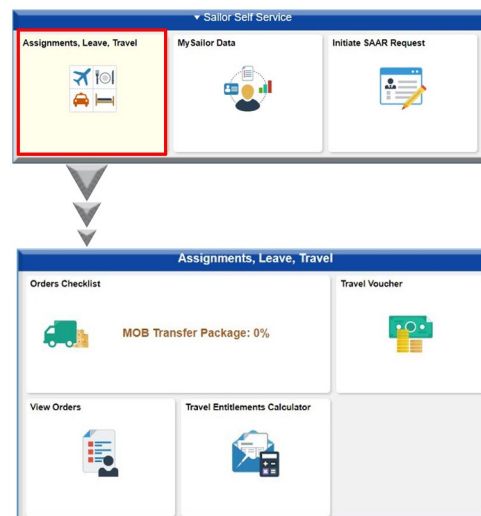 ▾ Sailor Self Service
Assignments, Leave, Travel
MySailor Data
Initiate SAAR Request
Assignments, Leave, Travel
Orders Checklist
Travel Voucher
MOB Transfer Package: 0%
View Orders
Travel Entitlements Calculator